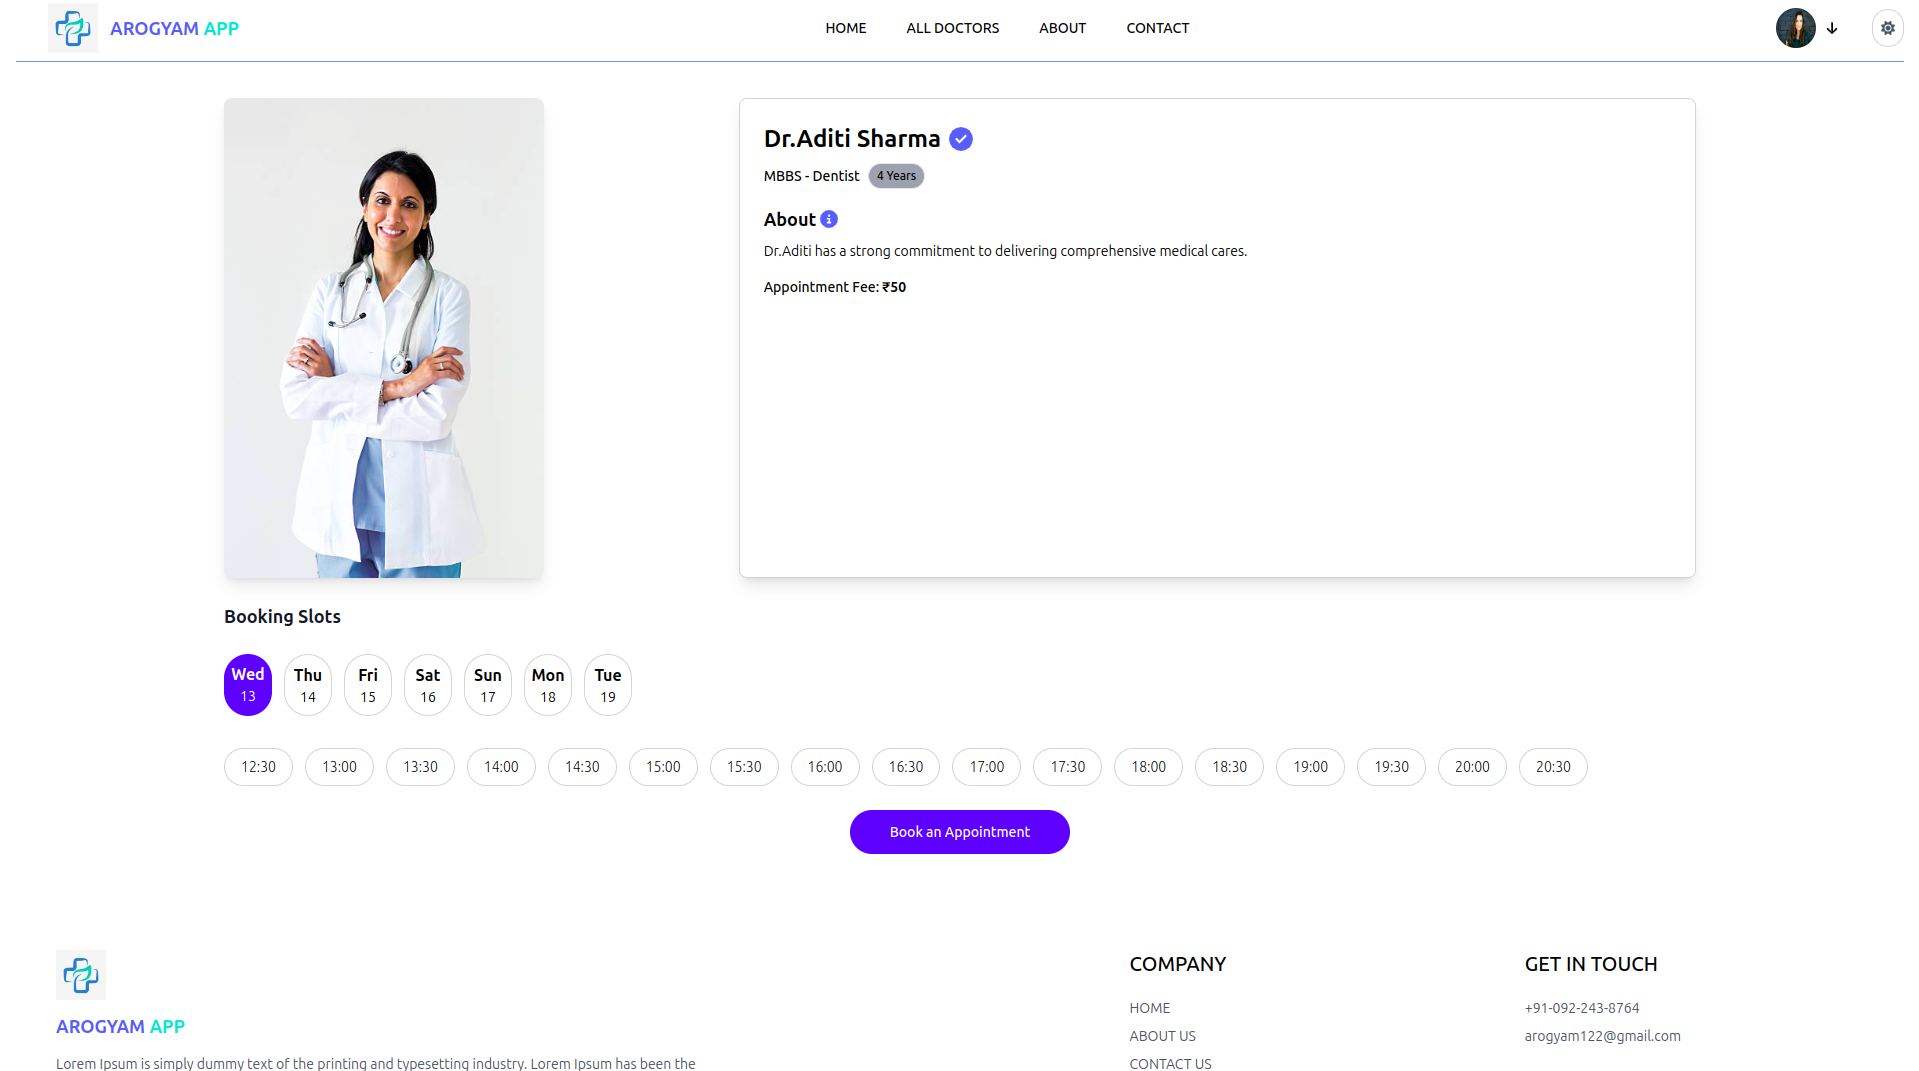 AROGYAM APP
HOME ALL DOCTORS ABOUT CONTACT
Dr.Aditi Sharma
MBBS - Dentist 4 Years
About
Dr.Aditi has a strong commitment to delivering comprehensive medical cares.
Appointment Fee: ₹50
Booking Slots
Wed Thu Fri Sat Sun Mon Tue
13 14 15 16 17 18 19
12:30 13:00 13:30 14:00 14:30 15:00 15:30 16:00 16:30 17:00 17:30 18:00 18:30 19:00 19:30 20:00 20:30
Book an Appointment
AROGYAM APP
Lorem Ipsum is simply dummy text of the printing and typesetting industry. Lorem Ipsum has been the
COMPANY
HOME
ABOUT US
CONTACT US
GET IN TOUCH
+91-092-243-8764
arogyam122@gmail.com